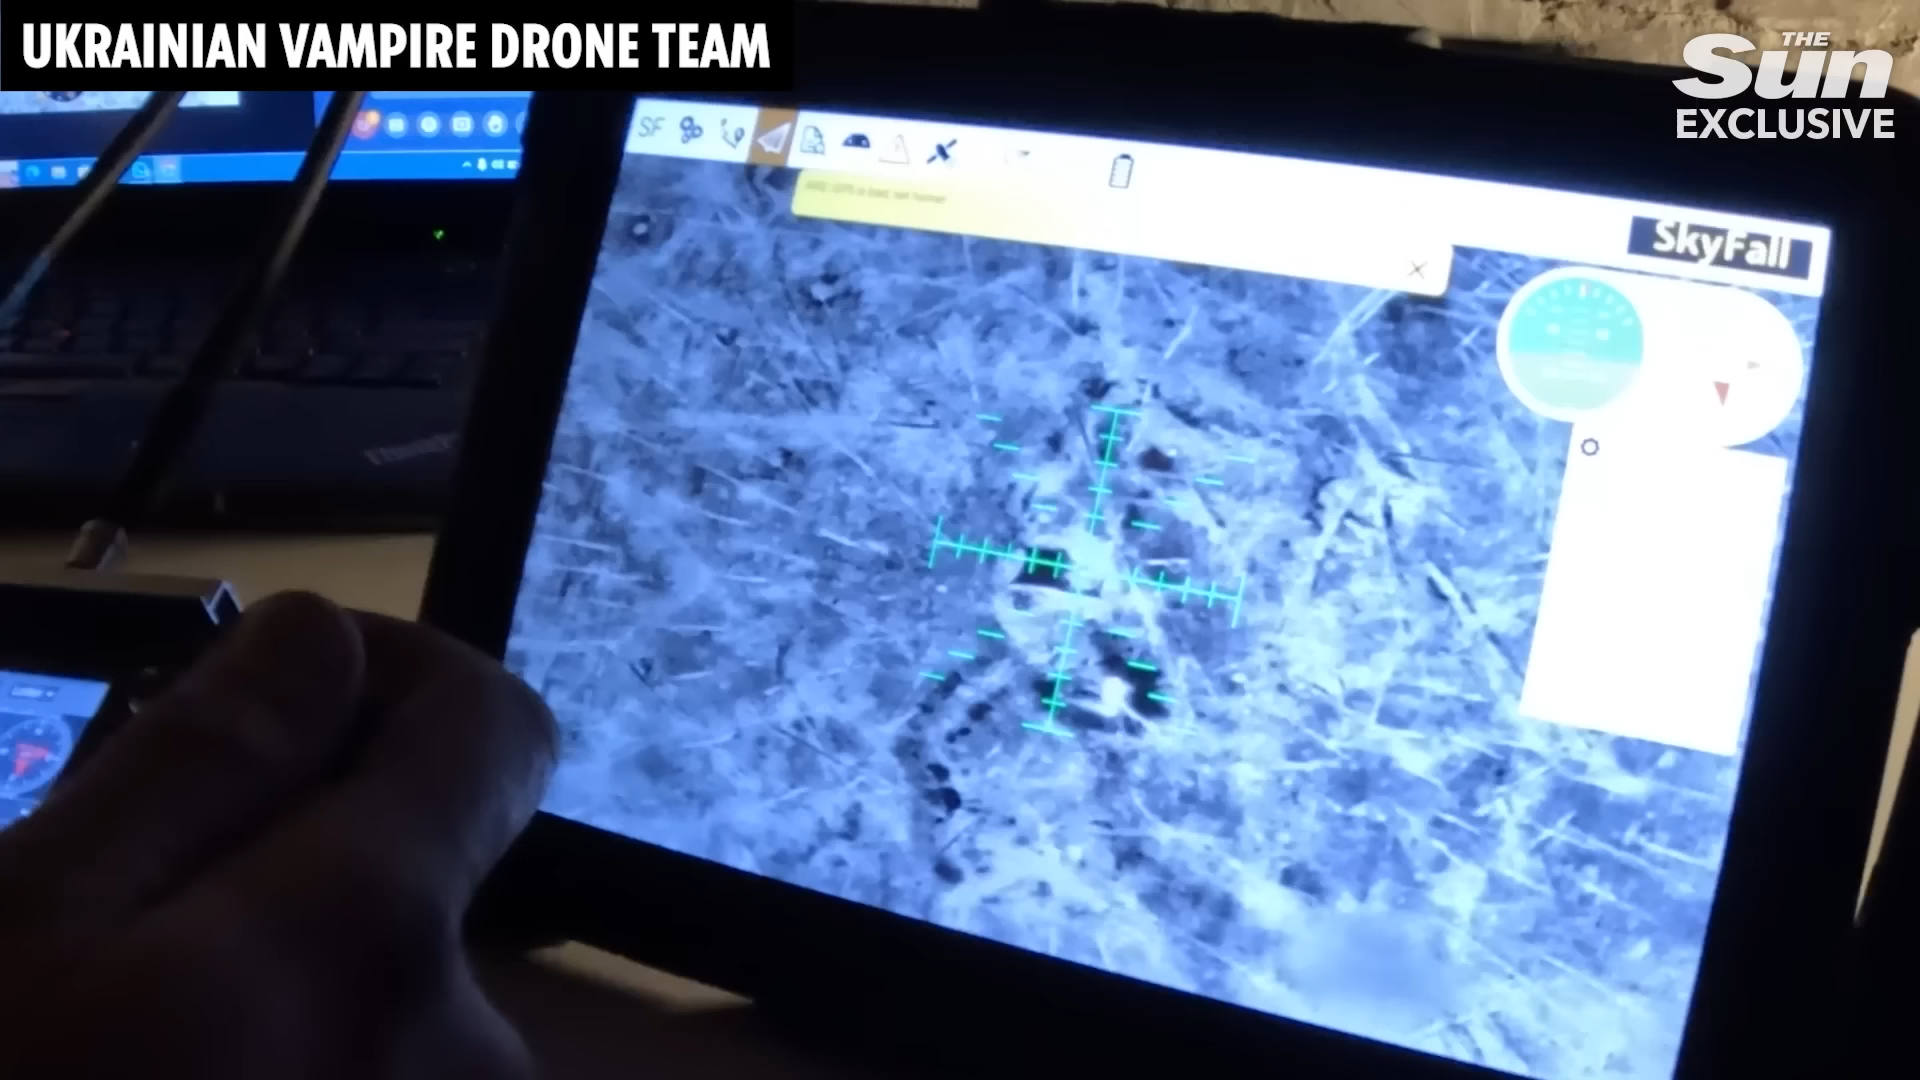 UKRAINIAN VAMPIRE DRONE TEAM
THE
Sun
EXCLUSIVE
SF
SkyFall